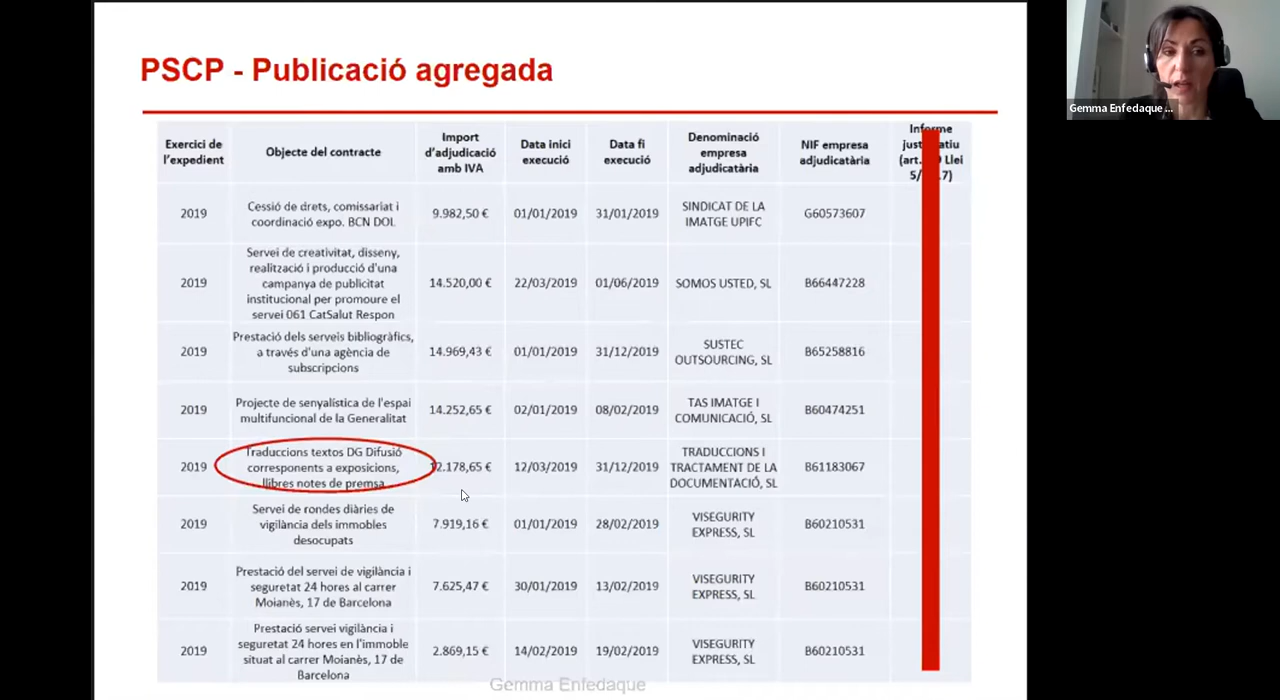 PSCP - Publicació agregada
Gemma Enfedaque ...
Exercici de
l'expedient
Objecte del contracte
Import
d'adjudicació
amb IVA
Data inici
execució
Data fi
execució
Denominació
empresa
adjudicatària
NIF empresa
adjudicatària
Informe
(art.
Llei
2019
Cessió de drets, comissariat i
coordinació expo. BCN DOL
9.982,50 €
01/01/2019
31/01/2019
SINDICAT DE LA
IMATGE UPIFC
G60573607
2019
Servei de creativitat, disseny,
realització i producció d'una
campanya de publicitat
institucional per promoure el
servei 061 CatSalut Respon
14.520,00 €
22/03/2019
01/06/2019
SOMOS USTED, SL
B66447228
2019
Prestació dels serveis bibliogràfics,
a través d'una agència de
subscripcions
14.969,43 €
01/01/2019
31/12/2019
SUSTEC
OUTSOURCING, SL
B65258816
2019
Projecte de senyalística de l'espai
multifuncional de la Generalitat
14.252,65 €
02/01/2019
08/02/2019
TAS IMATGE I
COMUNICACIÓ, SL
B60474251
2019
Traduccions textos DG Difusió
corresponents a exposicions,
llibres notes de premsa
12.178,65 €
12/03/2019
31/12/2019
TRADUCCIONS I
TRACTAMENT DE LA
DOCUMENTACIÓ, SL
B61183067
2019
Servei de rondes diàries de
vigilància dels immobles
desocupats
7.919,16 €
01/01/2019
28/02/2019
VISEGURITY
EXPRESS, SL
B60210531
2019
Prestació del servei de vigilància i
seguretat 24 hores al carrer
Moianès, 17 de Barcelona
7.625,47 €
30/01/2019
13/02/2019
VISEGURITY
EXPRESS, SL
B60210531
2019
Prestació servei vigilància i
seguretat 24 hores en l'immoble
situat al carrer Moianès, 17 de
Barcelona
2.869,15 €
14/02/2019
19/02/2019
VISEGURITY
EXPRESS, SL
B60210531
Gemma Enfedaque